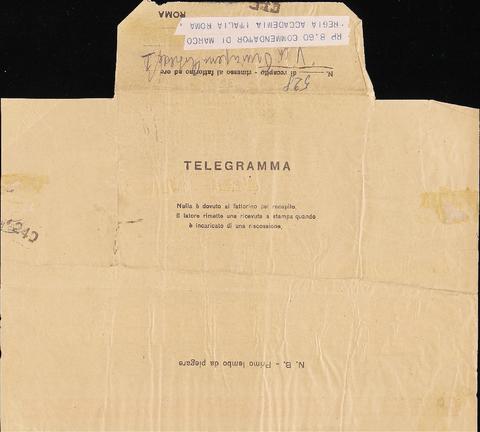 ROMA
RP 8.60 COMMENDATOR DI MARCO
REGIA ACCADEMIA ITALIA ROMA
N. 528 di recapito - rimesso al fattorino ad ore
TELEGRAMMA
Nulla è dovuto al fattorino pel recapito.
Il latore rimette una ricevuta a stampa quando
è incaricato di una riscossione.
N. B. - Primo lembo da piegare